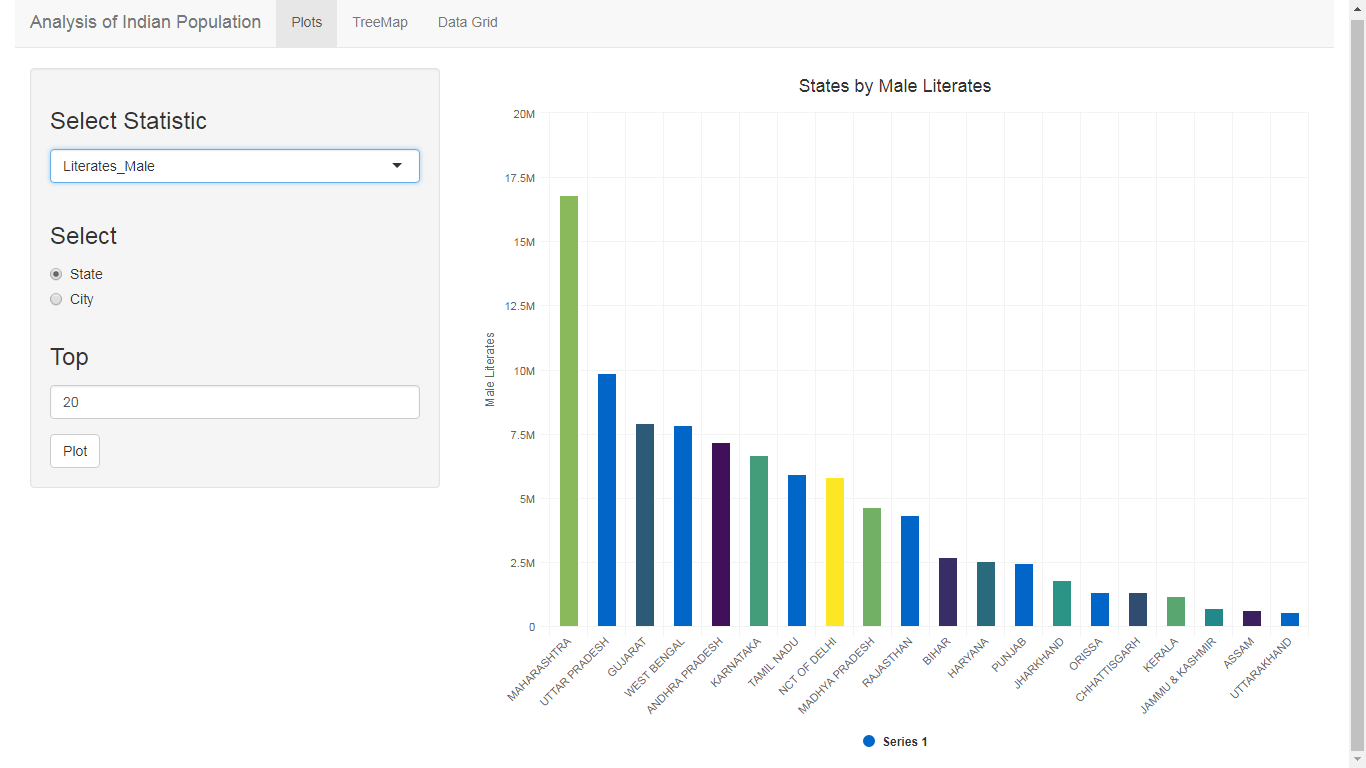 Analysis of Indian Population Plots TreeMap Data Grid
Select Statistic
Literates_Male
Select
State
City
Top
20
Plot
States by Male Literates
Male Literates
20M
17.5M
15M
12.5M
10M
7.5M
5M
2.5M
0
MAHARASHTRA
UTTAR PRADESH
GUJARAT
WEST BENGAL
ANDHRA PRADESH
KARNATAKA
TAMIL NADU
NCT OF DELHI
MADHYA PRADESH
RAJASTHAN
BIHAR
HARYANA
PUNJAB
JHARKHAND
ORISSA
CHHATTISGARH
KERALA
JAMMU & KASHMIR
ASSAM
UTTARAKHAND
Series 1